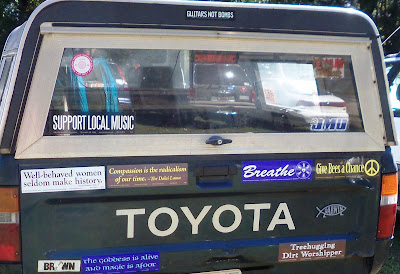 GUITARS NOT BOMBS
SUPPORT LOCAL MUSIC
Well-behaved women
seldom make history.
Compassion is the radicalism
of our time. -The Dalai Lama
Breathe
Give Bees a Chance
TOYOTA
DARWIN
BROWN
the goddess is alive
and magic is afoot
Treehugging
Dirt Worshipper